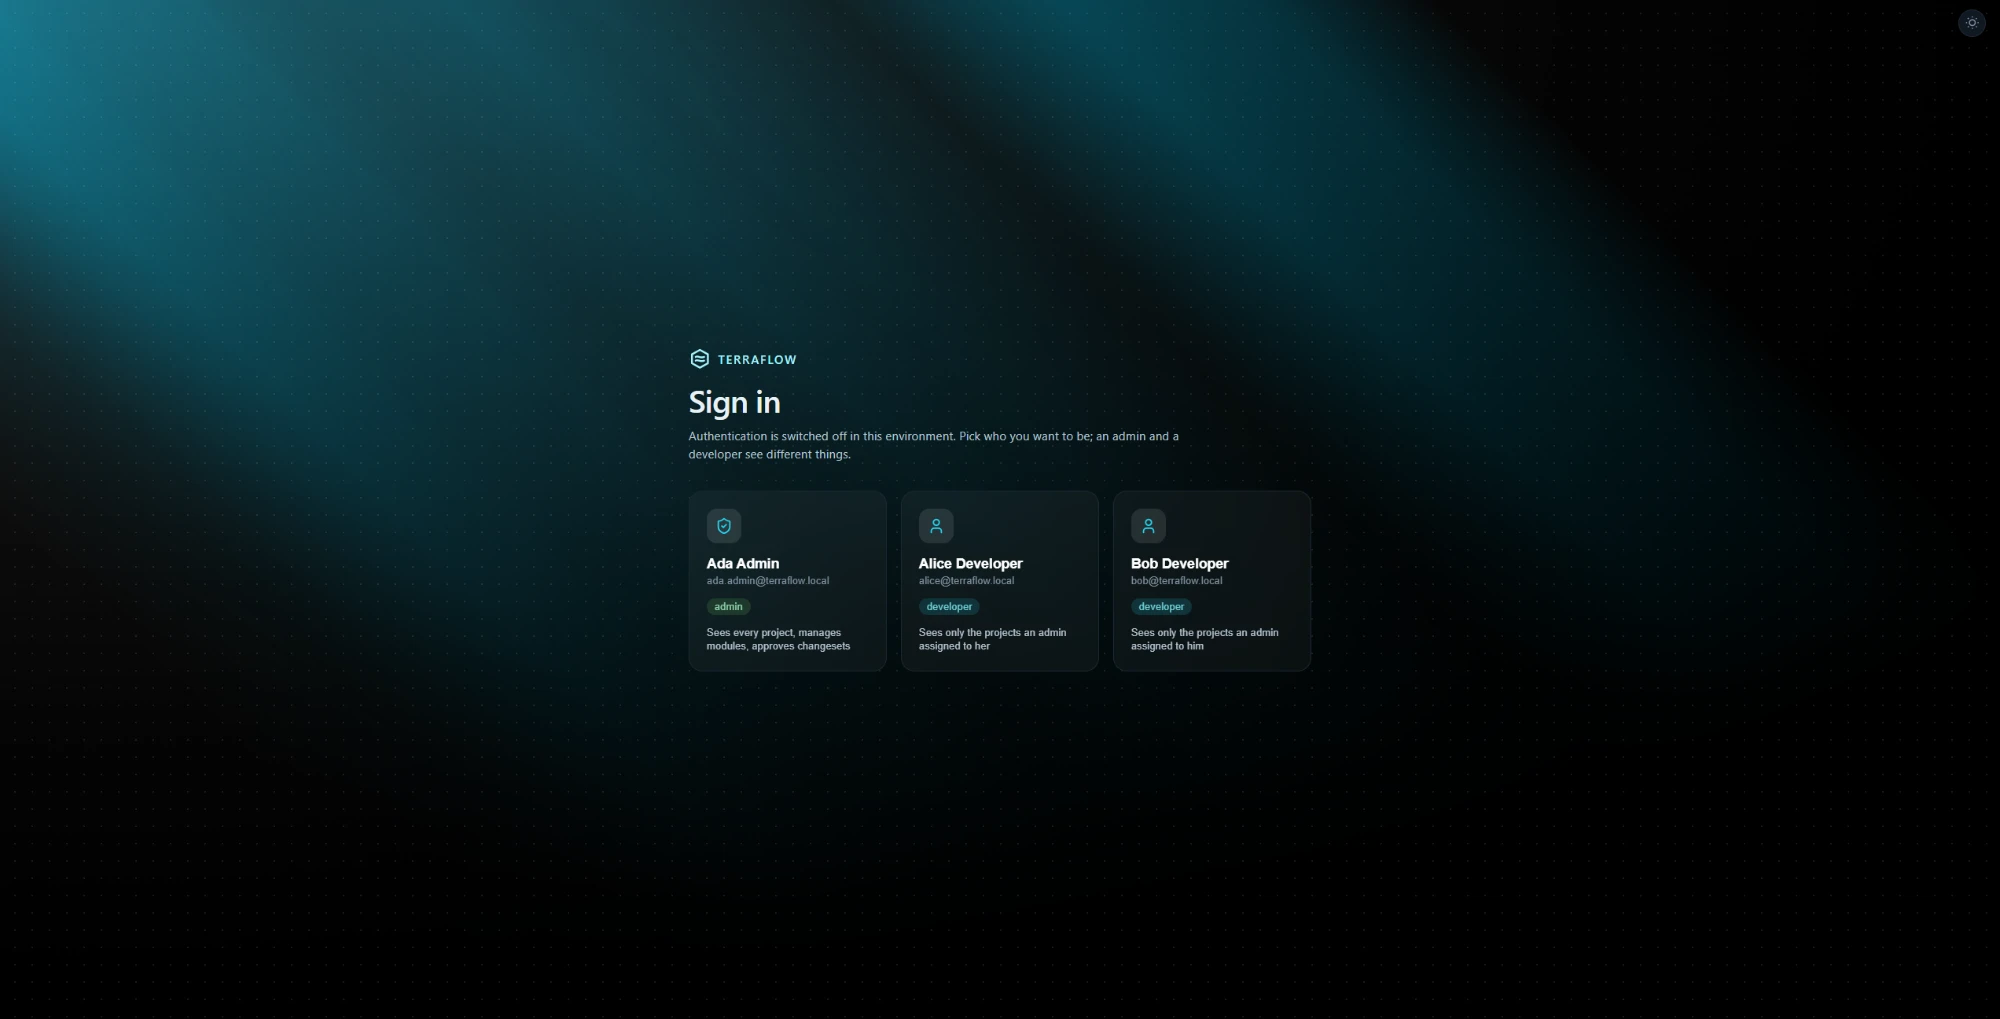 TERRAFLOW
Sign in
Authentication is switched off in this environment. Pick who you want to be; an admin and a
developer see different things.
Ada Admin
ada.admin@terraflow.local
admin
Sees every project, manages
modules, approves changesets
Alice Developer
alice@terraflow.local
developer
Sees only the projects an admin
assigned to her
Bob Developer
bob@terraflow.local
developer
Sees only the projects an admin
assigned to him